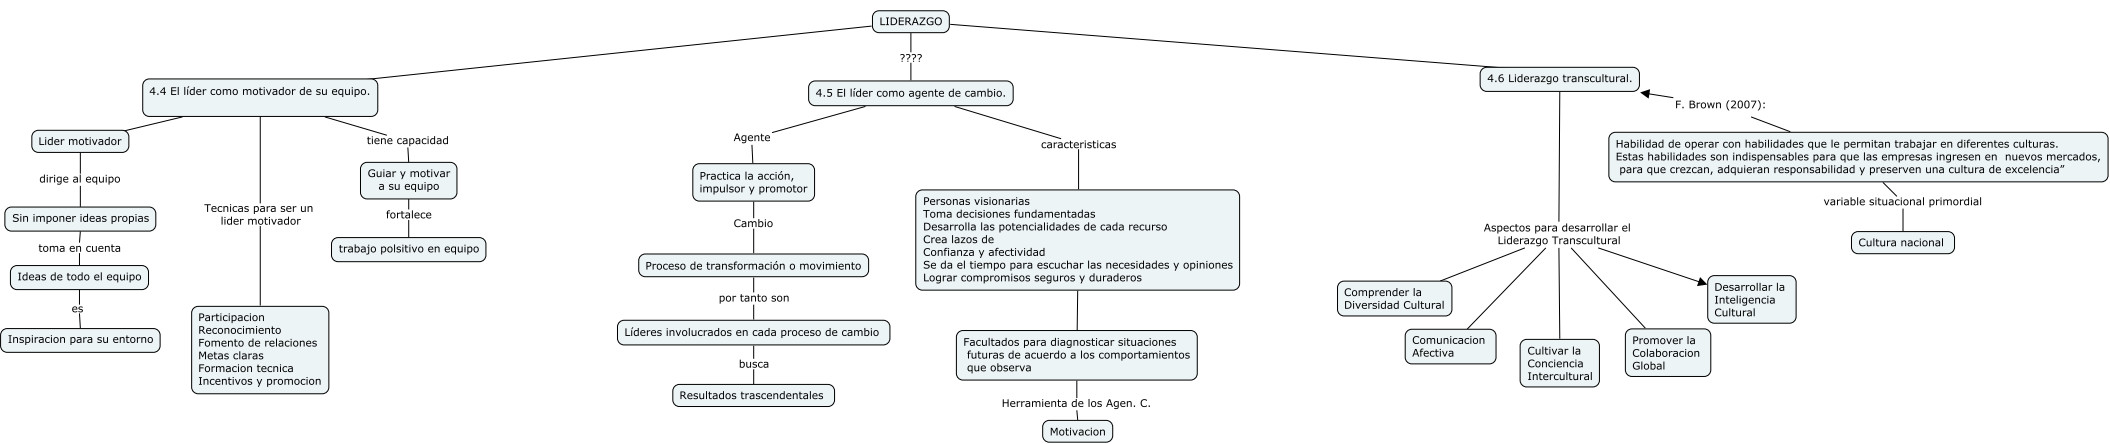 LIDERAZGO
????
4.4 El líder como motivador de su equipo.
Lider motivador
dirige al equipo
Sin imponer ideas propias
toma en cuenta
Ideas de todo el equipo
es
Inspiracion para su entorno
Tecnicas para ser un
lider motivador
Participacion
Reconocimiento
Fomento de relaciones
Metas claras
Formacion tecnica
Incentivos y promocion
tiene capacidad
Guiar y motivar
a su equipo
fortalece
trabajo polsitivo en equipo
4.5 El líder como agente de cambio.
Agente
Practica la acción,
impulsor y promotor
Cambio
Proceso de transformación o movimiento
por tanto son
Líderes involucrados en cada proceso de cambio
busca
Resultados trascendentales
caracteristicas
Personas visionarias
Toma decisiones fundamentadas
Desarrolla las potencialidades de cada recurso
Crea lazos de
Confianza y afectividad
Se da el tiempo para escuchar las necesidades y opiniones
Lograr compromisos seguros y duraderos
Facultados para diagnosticar situaciones
futuras de acuerdo a los comportamientos
que observa
Herramienta de los Agen. C.
Motivacion
4.6 Liderazgo transcultural.
Aspectos para desarrollar el
Liderazgo Transcultural
Comprender la
Diversidad Cultural
Comunicacion
Afectiva
Cultivar la
Conciencia
Intercultural
Promover la
Colaboracion
Global
Desarrollar la
Inteligencia
Cultural
F. Brown (2007):
Habilidad de operar con habilidades que le permitan trabajar en diferentes culturas.
Estas habilidades son indispensables para que las empresas ingresen en nuevos mercados,
para que crezcan, adquieran responsabilidad y preserven una cultura de excelencia”
variable situacional primordial
Cultura nacional